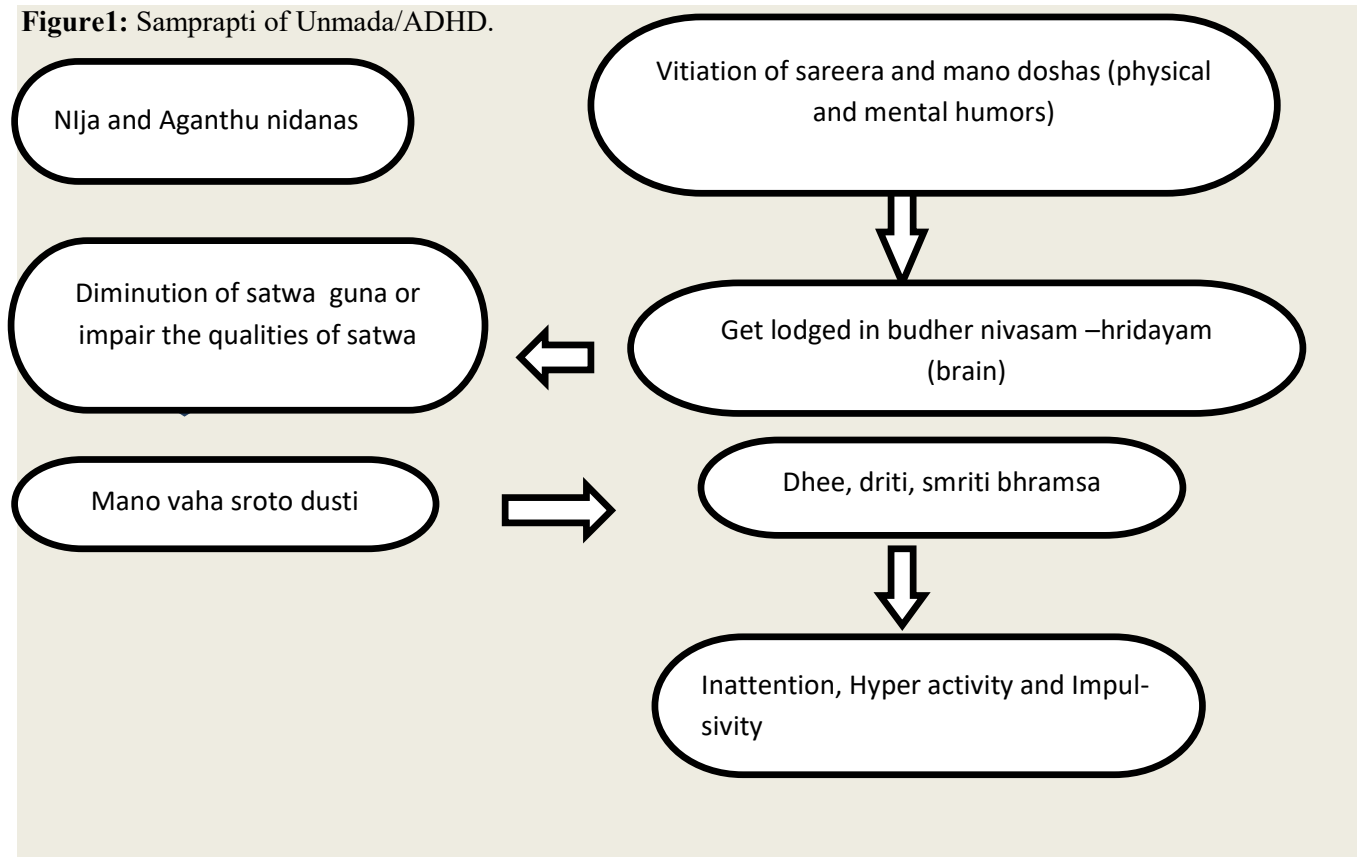 Figure1: Samprapti of Unmada/ADHD.
NIja and Aganthu nidanas
Vitiation of sareera and mano doshas (physical
and mental humors)
Get lodged in budher nivasam –hridayam
(brain)
Diminution of satwa guna or
impair the qualities of satwa
Mano vaha sroto dusti
Dhee, driti, smriti bhramsa
Inattention, Hyper activity and Impul-
sivity